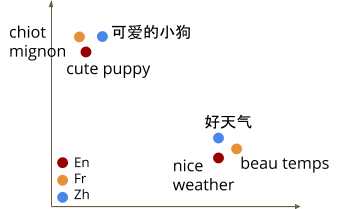 chiot
mignon
可爱的小狗
cute puppy
好天气
nice
weather
beau temps
En
Fr
Zh